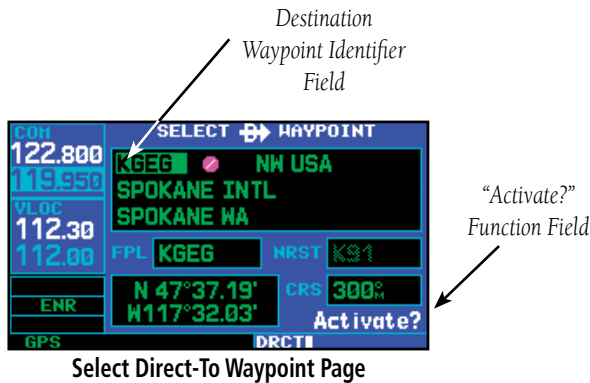 Destination
Waypoint Identifier
Field
COM
122.800
119.950
VLOC
112.30
112.00
ENR
GPS
SELECT D WAYPOINT
KGEG NW USA
SPOKANE INTL
SPOKANE WA
FPL KGEG NRST K91
N 47°37.19'
W117°32.03'
CRS 300°M
Activate?
DRCT
"Activate?"
Function Field
Select Direct-To Waypoint Page